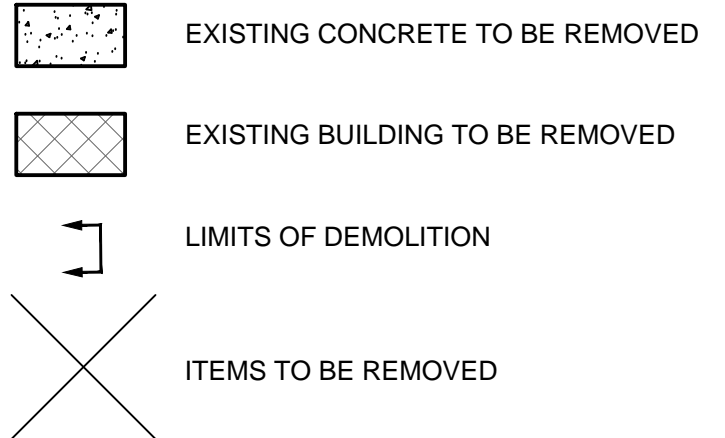 EXISTING CONCRETE TO BE REMOVED
EXISTING BUILDING TO BE REMOVED
LIMITS OF DEMOLITION
ITEMS TO BE REMOVED